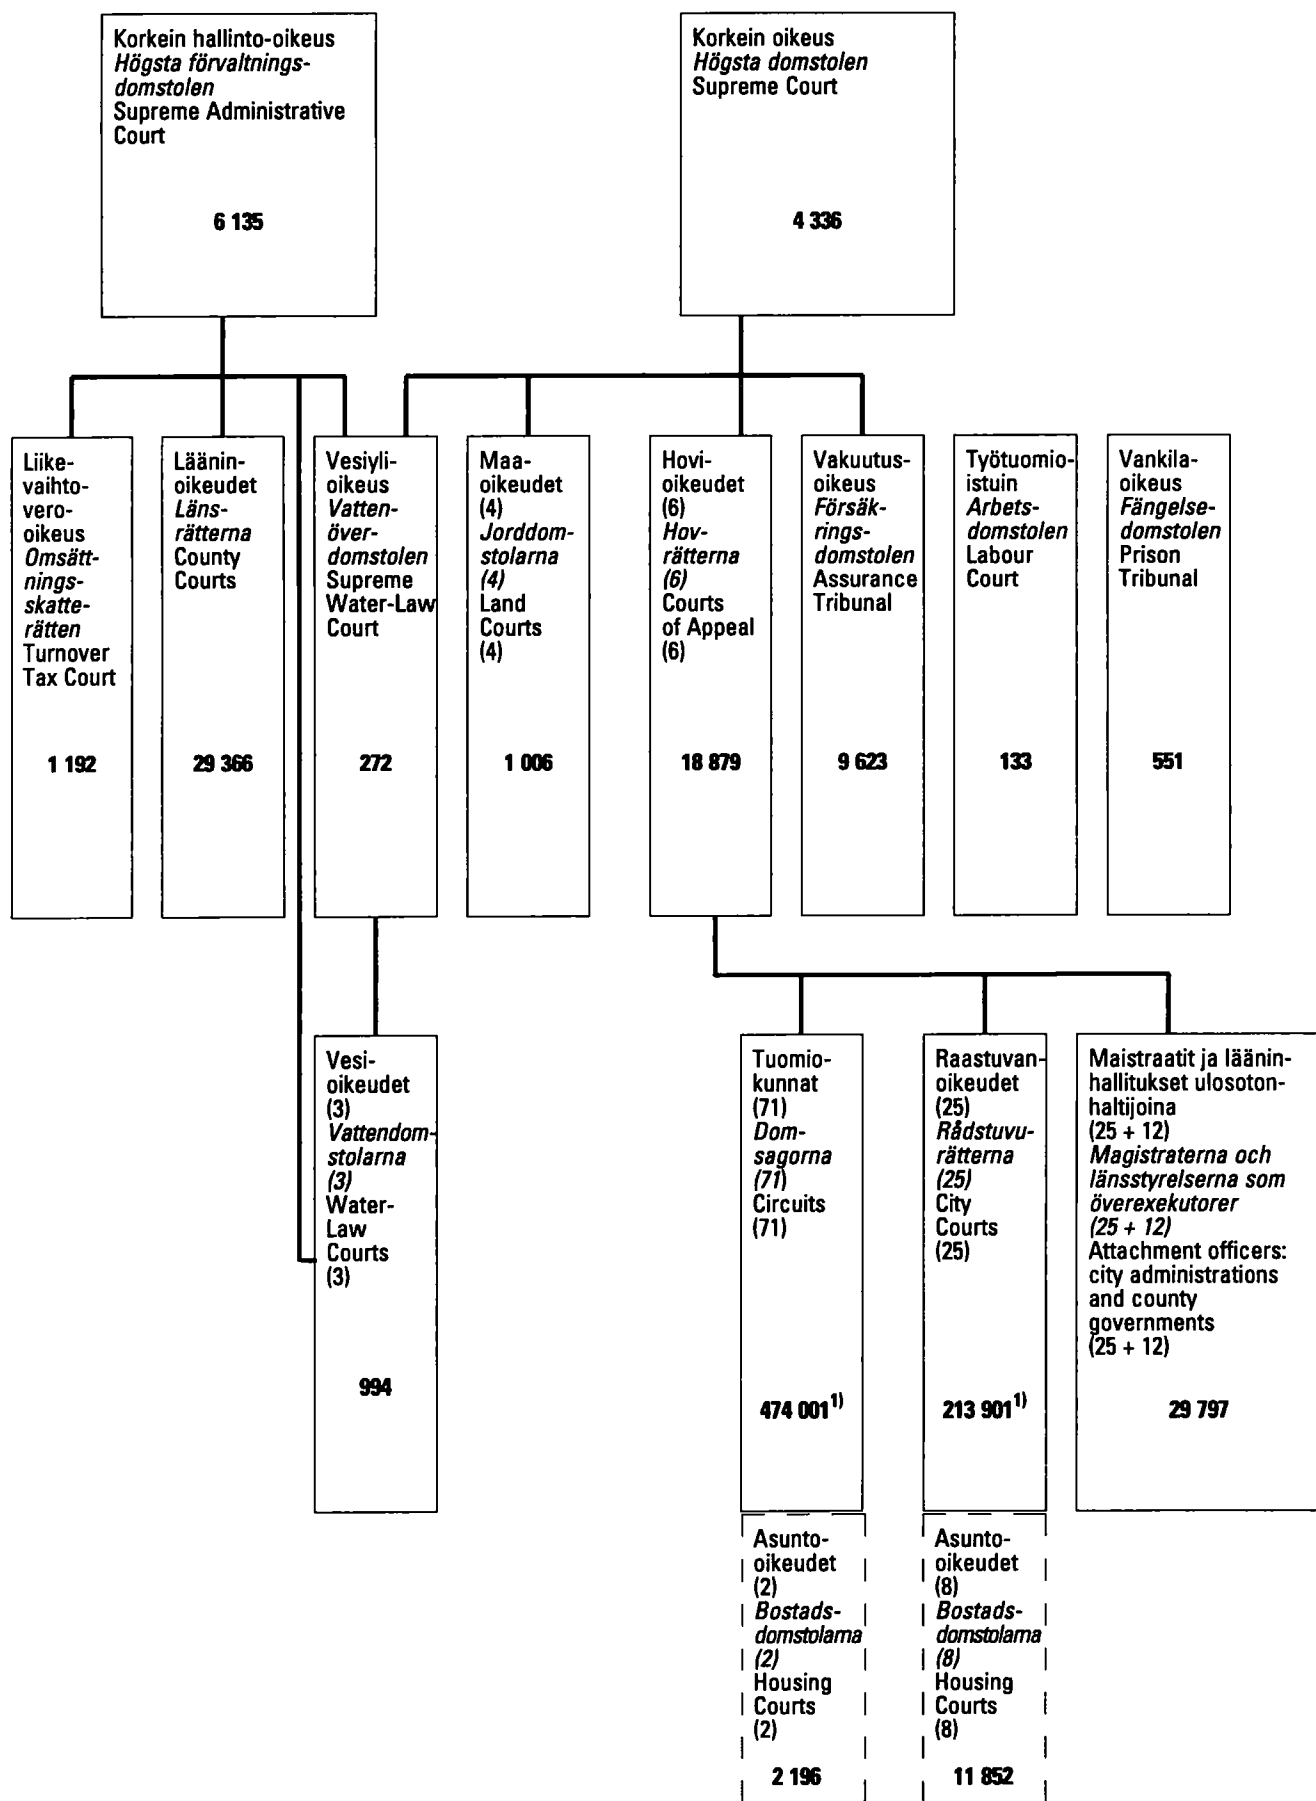 Korkein hallinto-oikeus
Högsta förvaltnings-
domstolen
Supreme Administrative
Court
6 135
Korkein oikeus
Högsta domstolen
Supreme Court
4 336
Liike-
vaihto-
vero-
oikeus
Omsätt-
nings-
skatte-
rätten
Turnover
Tax Court
1 192
Läänin-
oikeudet
Läns-
rätterna
County
Courts
29 366
Vesiyli-
oikeus
Vatten-
över-
domstolen
Supreme
Water-Law
Court
272
Maa-
oikeudet
(4)
Jorddom-
stolarna
(4)
Land
Courts
(4)
1 006
Hovi-
oikeudet
(6)
Hov-
rätterna
(6)
Courts
of Appeal
(6)
18 879
Vakuutus-
oikeus
Försäk-
rings-
domstolen
Assurance
Tribunal
9 623
Työtuomio-
istuin
Arbets-
domstolen
Labour
Court
133
Vankila-
oikeus
Fängelse-
domstolen
Prison
Tribunal
551
Vesi-
oikeudet
(3)
Vattendom-
stolarna
(3)
Water-
Law
Courts
(3)
994
Tuomio-
kunnat
(71)
Dom-
sagorna
(71)
Circuits
(71)
474 001¹⁾
Raastuvan-
oikeudet
(25)
Rådstuvu-
rätterna
(25)
City
Courts
(25)
213 901¹⁾
Maistraatit ja läänin-
hallitukset ulosoton-
haltijoina
(25 + 12)
Magistraterna och
länsstyrelserna som
överexekutorer
(25 + 12)
Attachment officers:
city administrations
and county
governments
(25 + 12)
29 797
Asunto-
oikeudet
(2)
Bostads-
domstolarna
(2)
Housing
Courts
(2)
2 196
Asunto-
oikeudet
(8)
Bostads-
domstolarna
(8)
Housing
Courts
(8)
11 852